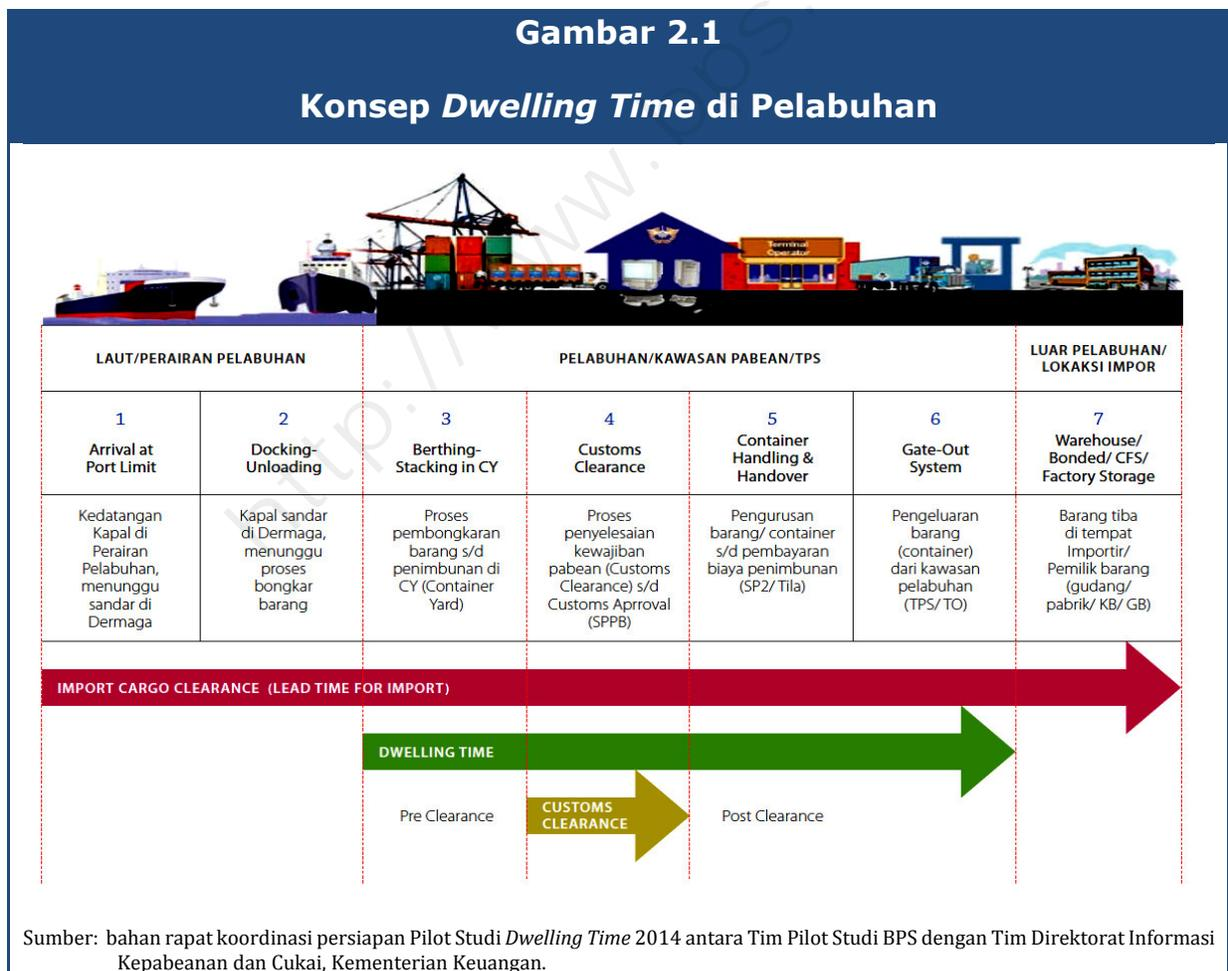 Gambar 2.1
Konsep Dwelling Time di Pelabuhan
Terminal
Operator
LAUT/PERAIRAN PELABUHAN
PELABUHAN/KAWASAN PABEAN/TPS
LUAR PELABUHAN/
LOKAKSI IMPOR
1
Arrival at
Port Limit
2
Docking-
Unloading
3
Berthing-
Stacking in CY
4
Customs
Clearance
5
Container
Handling &
Handover
6
Gate-Out
System
7
Warehouse/
Bonded/ CFS/
Factory Storage
Kedatangan
Kapal di
Perairan
Pelabuhan,
menunggu
sandar di
Dermaga
Kapal sandar
di Dermaga,
menunggu
proses
bongkar
barang
Proses
pembongkaran
barang s/d
penimbunan di
CY (Container
Yard)
Proses
penyelesaian
kewajiban
pabean (Customs
Clearance) s/d
Customs Aprroval
(SPPB)
Pengurusan
barang/ container
s/d pembayaran
biaya penimbunan
(SP2/ Tila)
Pengeluaran
barang
(container)
dari kawasan
pelabuhan
(TPS/ TO)
Barang tiba
di tempat
Importir/
Pemilik barang
(gudang/
pabrik/ KB/ GB)
IMPORT CARGO CLEARANCE (LEAD TIME FOR IMPORT)
DWELLING TIME
Pre Clearance
CUSTOMS
CLEARANCE
Post Clearance
Sumber: bahan rapat koordinasi persiapan Pilot Studi Dwelling Time 2014 antara Tim Pilot Studi BPS dengan Tim Direktorat Informasi
Kepabeanan dan Cukai, Kementerian Keuangan.